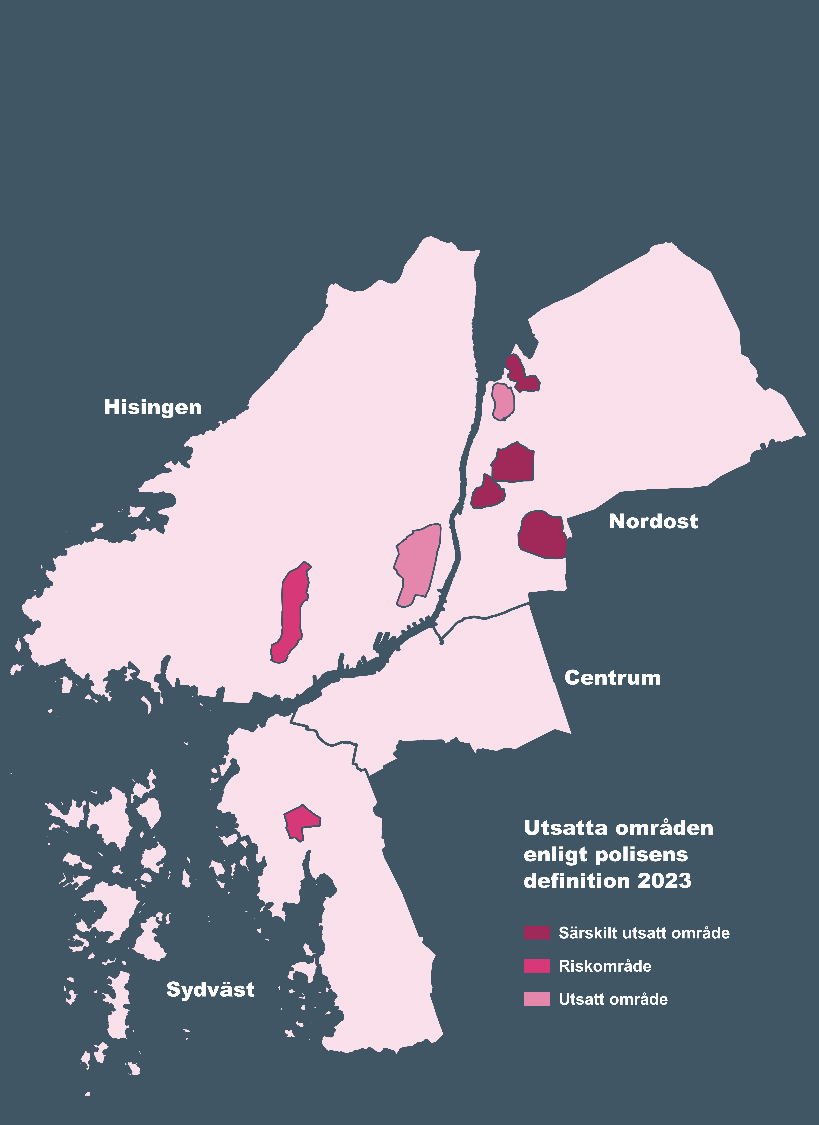 Hisingen
Nordost
Centrum
Utsatta områden
enligt polisens
definition 2023
Särskilt utsatt område
Riskområde
Utsatt område
Sydväst